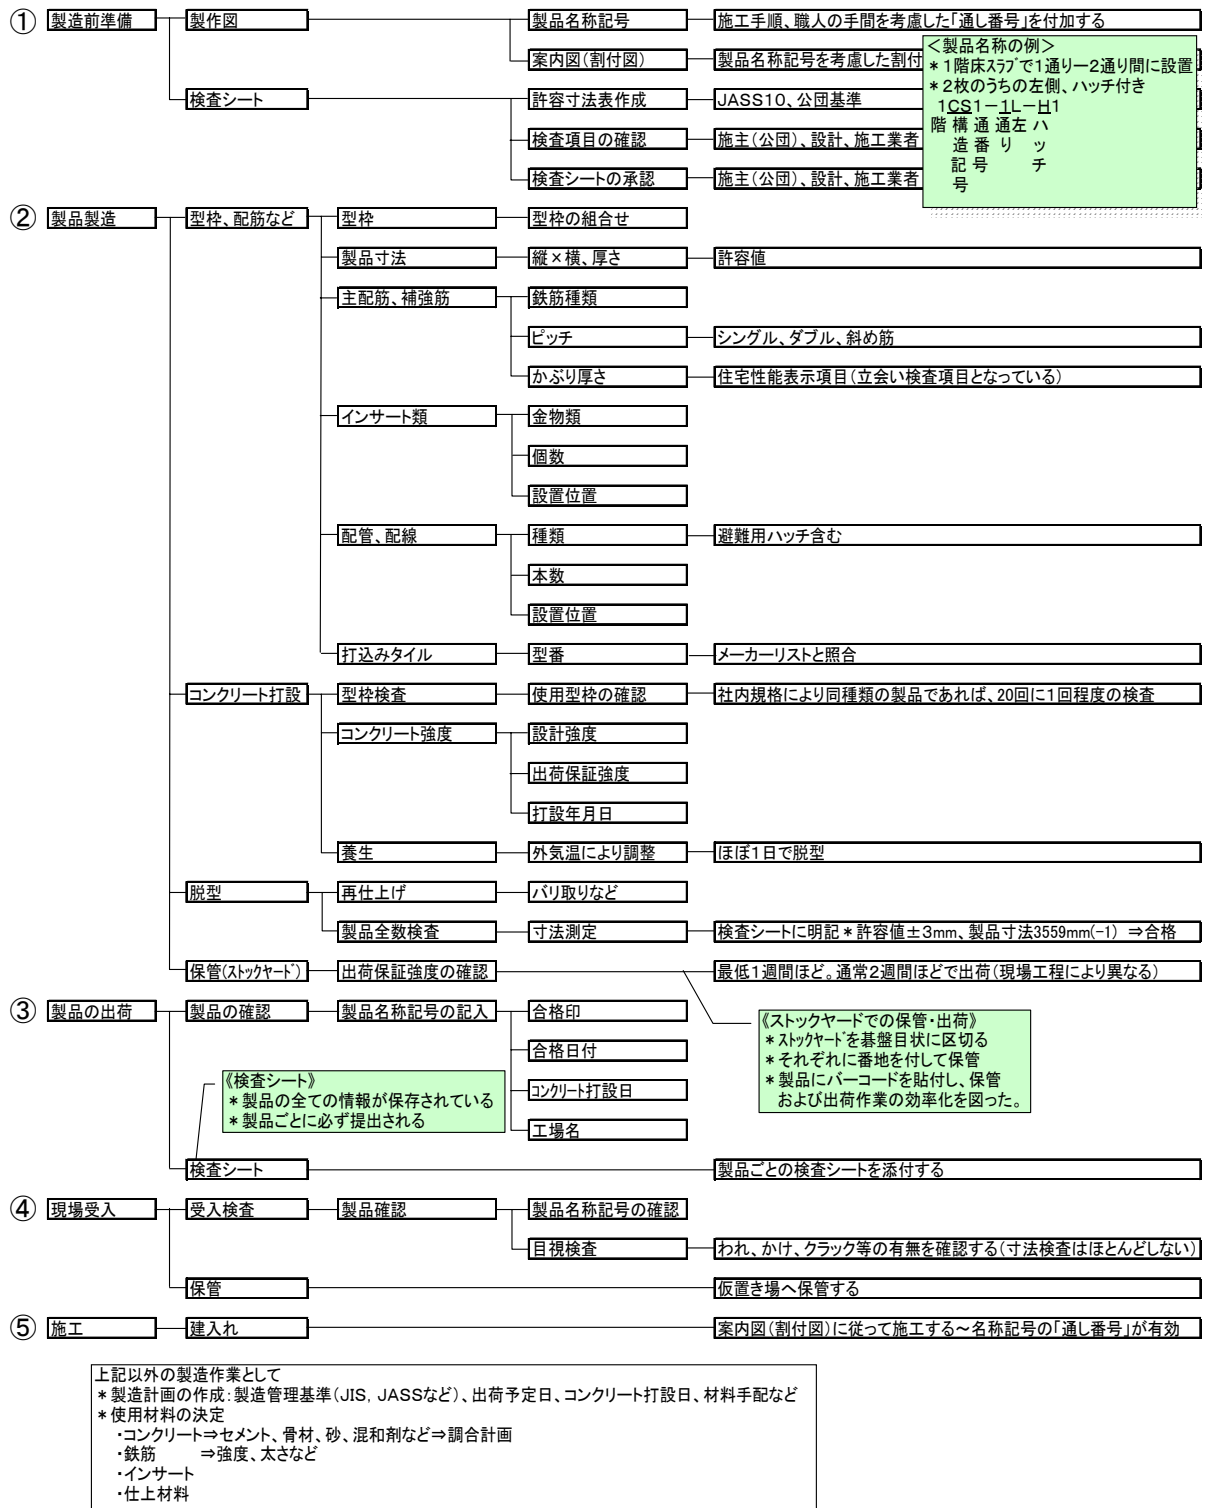 ① 製造前準備 製作図 製品名称記号 施工手順、職人の手間を考慮した「通し番号」を付加する
案内図(割付図) 製品名称記号を考慮した割付
検査シート 許容寸法表作成 JASS10、公団基準
検査項目の確認 施主(公団)、設計、施工業者
検査シートの承認 施主(公団)、設計、施工業者
<製品名称の例>
*1階床スラブで1通りー2通り間に設置
*2枚のうちの左側、ハッチ付き
1CS1-1L-H1
階 構 通 通左 ハ
造 番 り ッ
記 号 チ
号
② 製品製造 型枠、配筋など 型枠 型枠の組合せ
製品寸法 縦×横、厚さ 許容値
主配筋、補強筋 鉄筋種類
ピッチ シングル、ダブル、斜め筋
かぶり厚さ 住宅性能表示項目(立会い検査項目となっている)
インサート類 金物類
個数
設置位置
配管、配線 種類 避難用ハッチ含む
本数
設置位置
打込みタイル 型番 メーカーリストと照合
コンクリート打設 型枠検査 使用型枠の確認 社内規格により同種類の製品であれば、20回に1回程度の検査
コンクリート強度 設計強度
出荷保証強度
打設年月日
養生 外気温により調整 ほぼ1日で脱型
脱型 再仕上げ バリ取りなど
製品全数検査 寸法測定 検査シートに明記*許容値±3mm、製品寸法3559mm(-1) ⇒合格
保管(ストックヤード) 出荷保証強度の確認 最低1週間ほど。通常2週間ほどで出荷(現場工程により異なる)
③ 製品の出荷 製品の確認 製品名称記号の記入 合格印
合格日付
コンクリート打設日
工場名
《ストックヤードでの保管・出荷》
*ストックヤードを碁盤目状に区切る
*それぞれに番地を付して保管
*製品にバーコードを貼付し、保管
および出荷作業の効率化を図った。
《検査シート》
*製品の全ての情報が保存されている
*製品ごとに必ず提出される
検査シート 製品ごとの検査シートを添付する
④ 現場受入 受入検査 製品確認 製品名称記号の確認
目視検査 われ、かけ、クラック等の有無を確認する(寸法検査はほとんどしない)
保管 仮置き場へ保管する
⑤ 施工 建入れ 案内図(割付図)に従って施工する~名称記号の「通し番号」が有効
上記以外の製造作業として
*製造計画の作成:製造管理基準(JIS, JASSなど)、出荷予定日、コンクリート打設日、材料手配など
*使用材料の決定
・コンクリート⇒セメント、骨材、砂、混和剤など⇒調合計画
・鉄筋 ⇒強度、太さなど
・インサート
・仕上材料